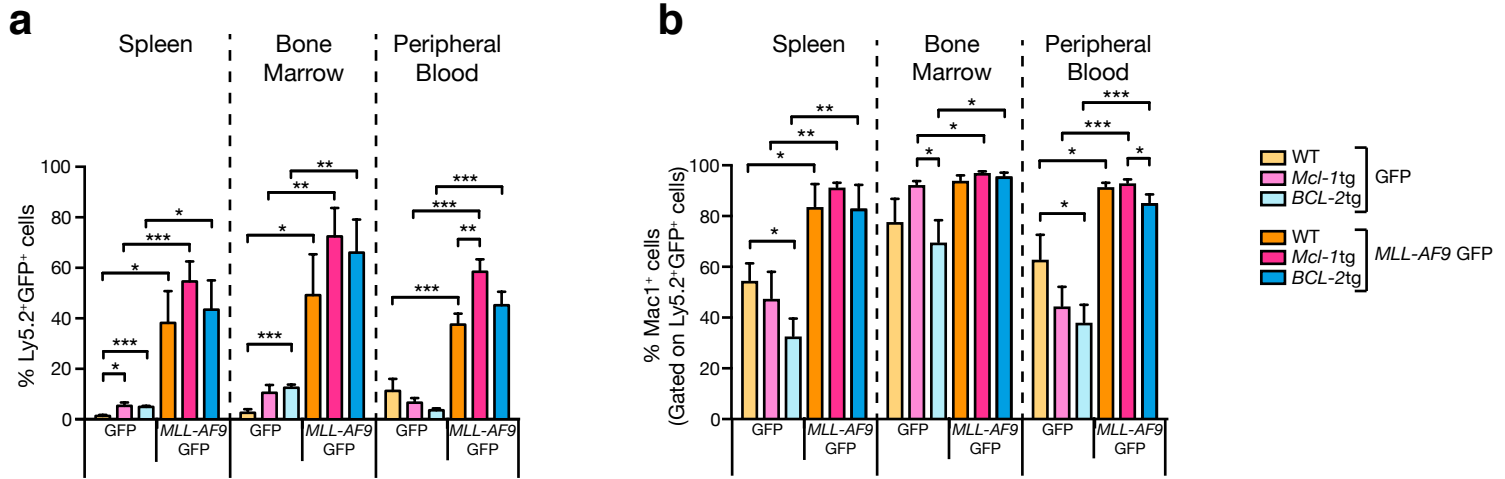 a
Spleen
Bone
Marrow
Peripheral
Blood
% Ly5.2⁺GFP⁺ cells
100
80
60
40
20
0
*
***
*
***
*
***
*
**
**
***
**
***
***
GFP
MLL-AF9
GFP
GFP
MLL-AF9
GFP
GFP
MLL-AF9
GFP
b
Spleen
Bone
Marrow
Peripheral
Blood
% Mac1⁺ cells
(Gated on Ly5.2⁺GFP⁺ cells)
100
80
60
40
20
0
*
*
**
**
*
*
*
*
*
***
***
*
GFP
MLL-AF9
GFP
GFP
MLL-AF9
GFP
GFP
MLL-AF9
GFP
WT
Mcl-1tg
BCL-2tg
GFP
WT
Mcl-1tg
BCL-2tg
MLL-AF9 GFP